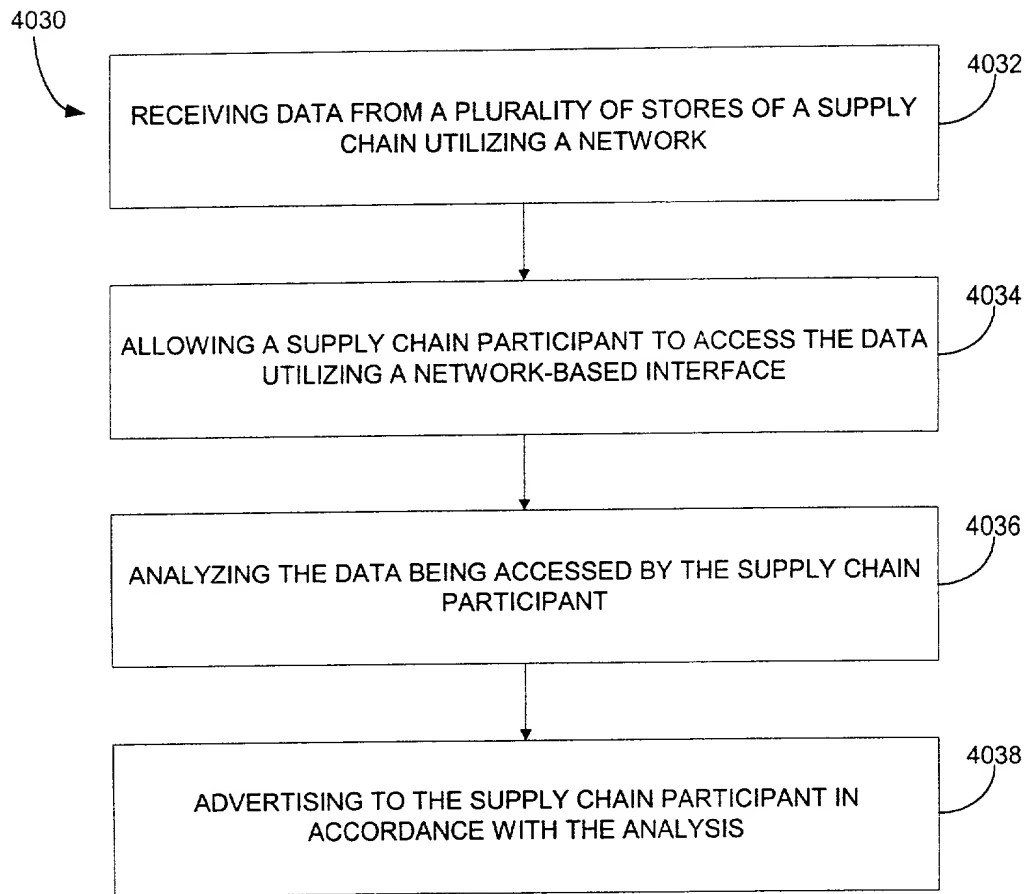 4030
4032
RECEIVING DATA FROM A PLURALITY OF STORES OF A SUPPLY
CHAIN UTILIZING A NETWORK
4034
ALLOWING A SUPPLY CHAIN PARTICIPANT TO ACCESS THE DATA
UTILIZING A NETWORK-BASED INTERFACE
4036
ANALYZING THE DATA BEING ACCESSED BY THE SUPPLY CHAIN
PARTICIPANT
4038
ADVERTISING TO THE SUPPLY CHAIN PARTICIPANT IN
ACCORDANCE WITH THE ANALYSIS